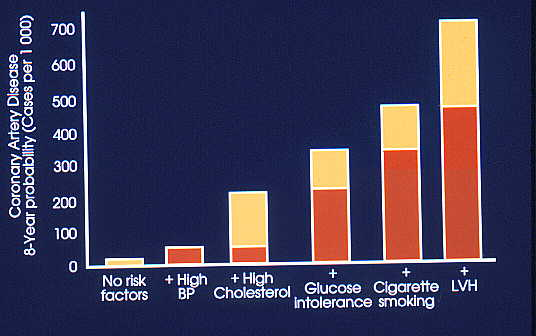 Coronary Artery Disease
8-Year probability (Cases per 1 000)
700
600
500
400
300
200
100
0
No risk
factors
+ High
BP
+ High
Cholesterol
+
Glucose
intolerance
+
Cigarette
smoking
+
LVH